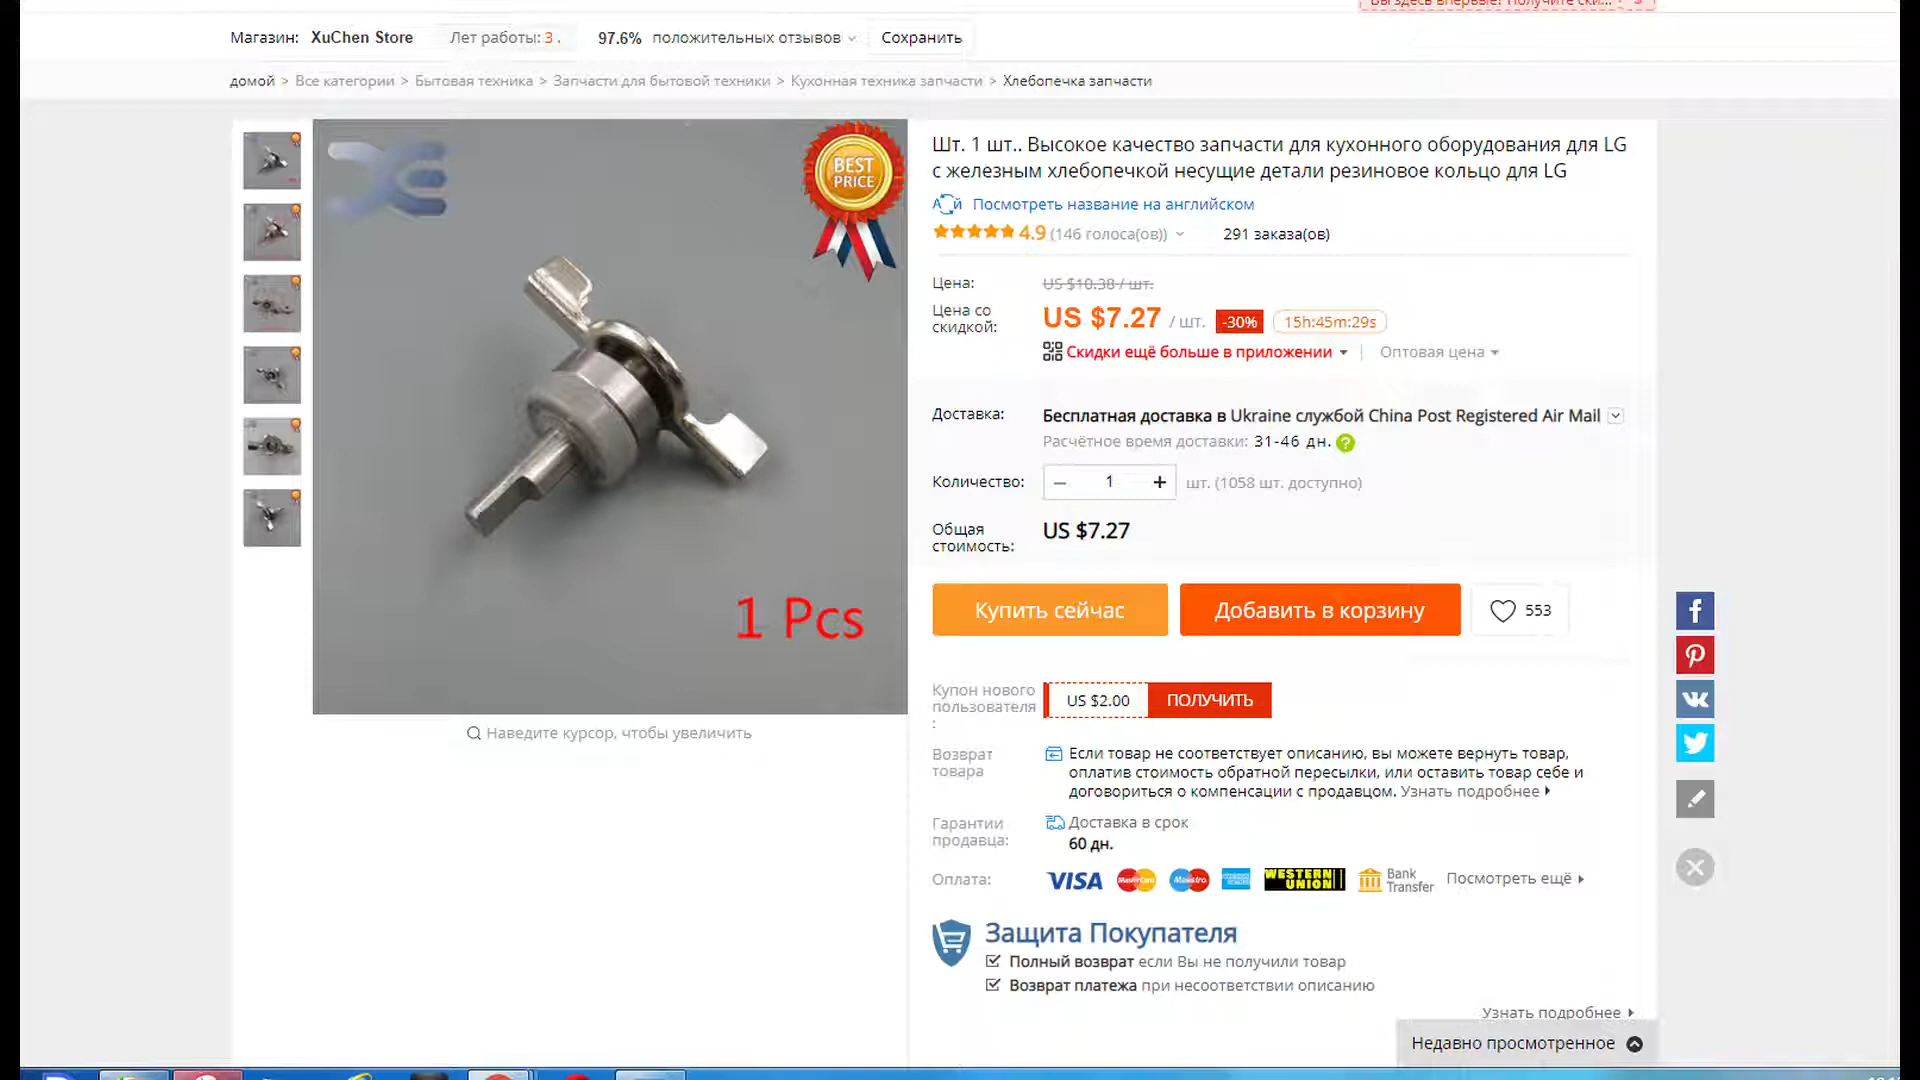 Вы здесь впервые? Получите ски...
Магазин: XuChen Store Лет работы: 3 . 97.6% положительных отзывов Сохранить
домой > Все категории > Бытовая техника > Запчасти для бытовой техники > Кухонная техника запчасти > Хлебопечка запчасти
BEST
PRICE
1 Pcs
Наведите курсор, чтобы увеличить
Шт. 1 шт.. Высокое качество запчасти для кухонного оборудования для LG
с железным хлебопечкой несущие детали резиновое кольцо для LG
Посмотреть название на английском
4.9 (146 голоса(ов)) 291 заказа(ов)
Цена: US $10.38 / шт.
Цена со
скидкой: US $7.27 / шт. -30% 15h:45m:29s
Скидки ещё больше в приложении Оптовая цена
Доставка: Бесплатная доставка в Ukraine службой China Post Registered Air Mail
Расчётное время доставки: 31-46 дн. ?
Количество: – 1 + шт. (1058 шт. доступно)
Общая
стоимость: US $7.27
Купить сейчас Добавить в корзину 553
Купон нового
пользователя
: US $2.00 ПОЛУЧИТЬ
Возврат
товара
Если товар не соответствует описанию, вы можете вернуть товар,
оплатив стоимость обратной пересылки, или оставить товар себе и
договориться о компенсации с продавцом. Узнать подробнее
Гарантии
продавца:
Доставка в срок
60 дн.
Оплата: VISA MasterCard Maestro WESTERN UNION Bank Transfer Посмотреть ещё
Защита Покупателя
Полный возврат если Вы не получили товар
Возврат платежа при несоответствии описанию
Узнать подробнее
Недавно просмотренное